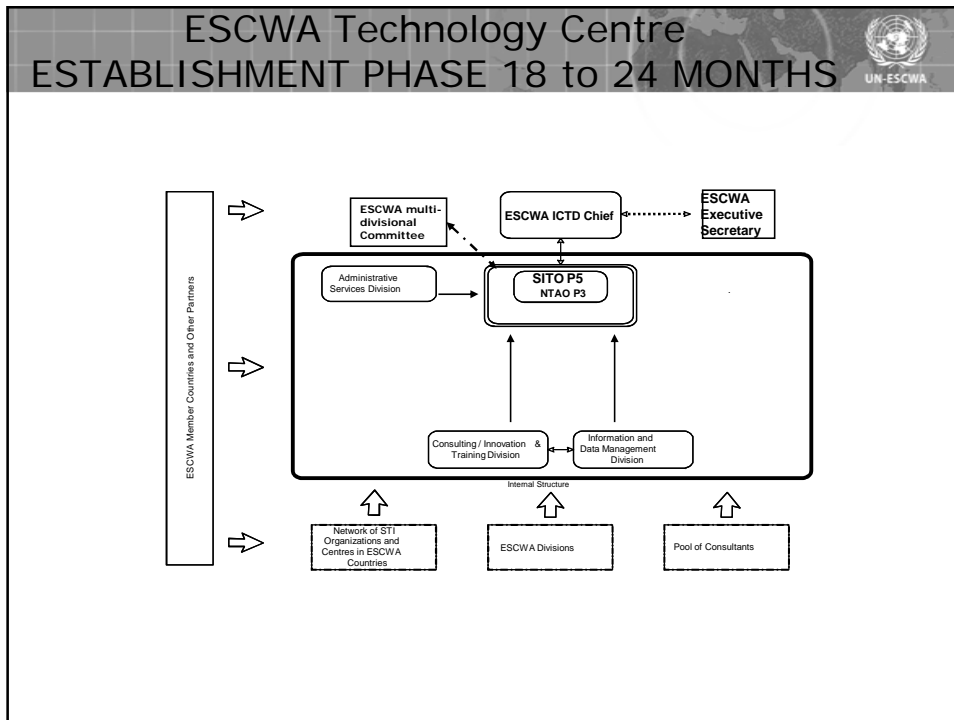 ESCWA Technology Centre
ESTABLISHMENT PHASE 18 to 24 MONTHS
UN-ESCWA
ESCWA Member Countries and Other Partners
ESCWA multi-
divisional
Committee
ESCWA ICTD Chief
ESCWA
Executive
Secretary
Administrative
Services Division
SITO P5
NTAO P3
Consulting / Innovation &
Training Division
Information and
Data Management
Division
Internal Structure
Network of STI
Organizations and
Centres in ESCWA
Countries
ESCWA Divisions
Pool of Consultants